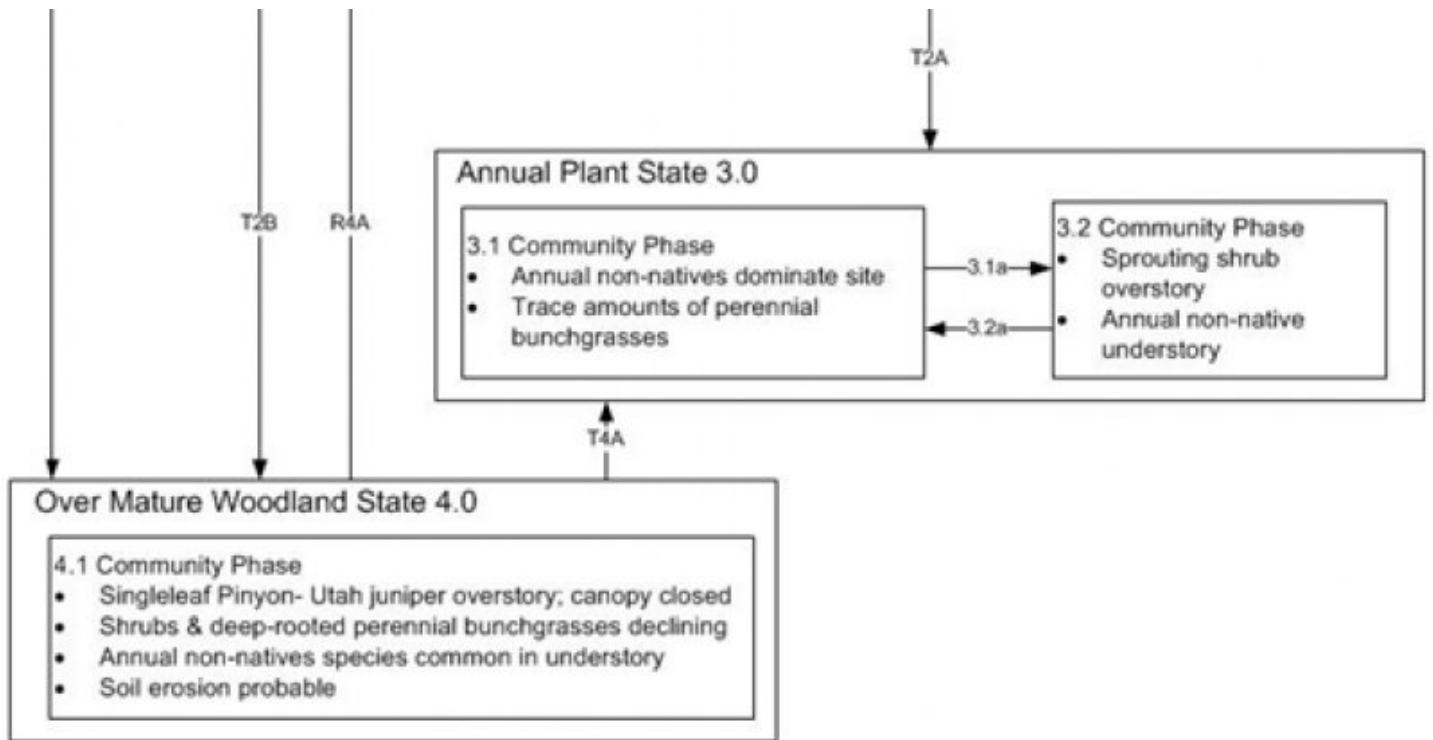 T2A
Annual Plant State 3.0
T2B
R4A
3.1 Community Phase
• Annual non-natives dominate site
• Trace amounts of perennial
bunchgrasses
3.1a
3.2a
3.2 Community Phase
• Sprouting shrub
overstory
• Annual non-native
understory
T4A
Over Mature Woodland State 4.0
4.1 Community Phase
• Singleleaf Pinyon- Utah juniper overstory; canopy closed
• Shrubs & deep-rooted perennial bunchgrasses declining
• Annual non-natives species common in understory
• Soil erosion probable